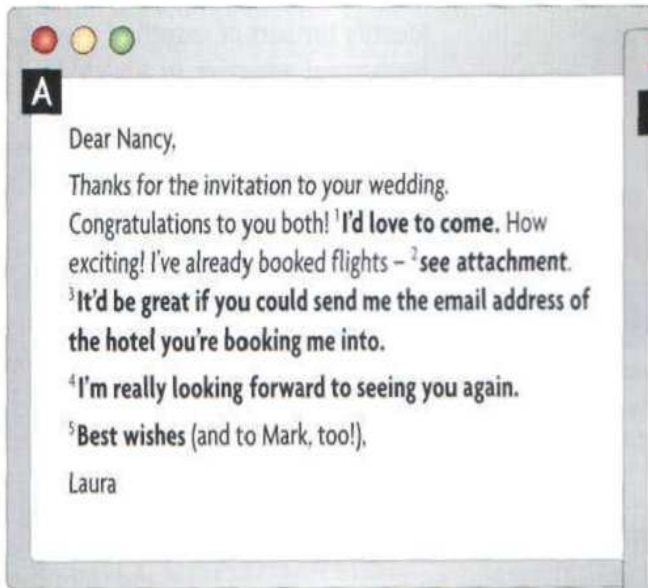 A
Dear Nancy,
Thanks for the invitation to your wedding.
Congratulations to you both! ¹I'd love to come. How
exciting! I've already booked flights – ²see attachment.
³It'd be great if you could send me the email address of
the hotel you're booking me into.
⁴I'm really looking forward to seeing you again.
⁵Best wishes (and to Mark, too!),
Laura